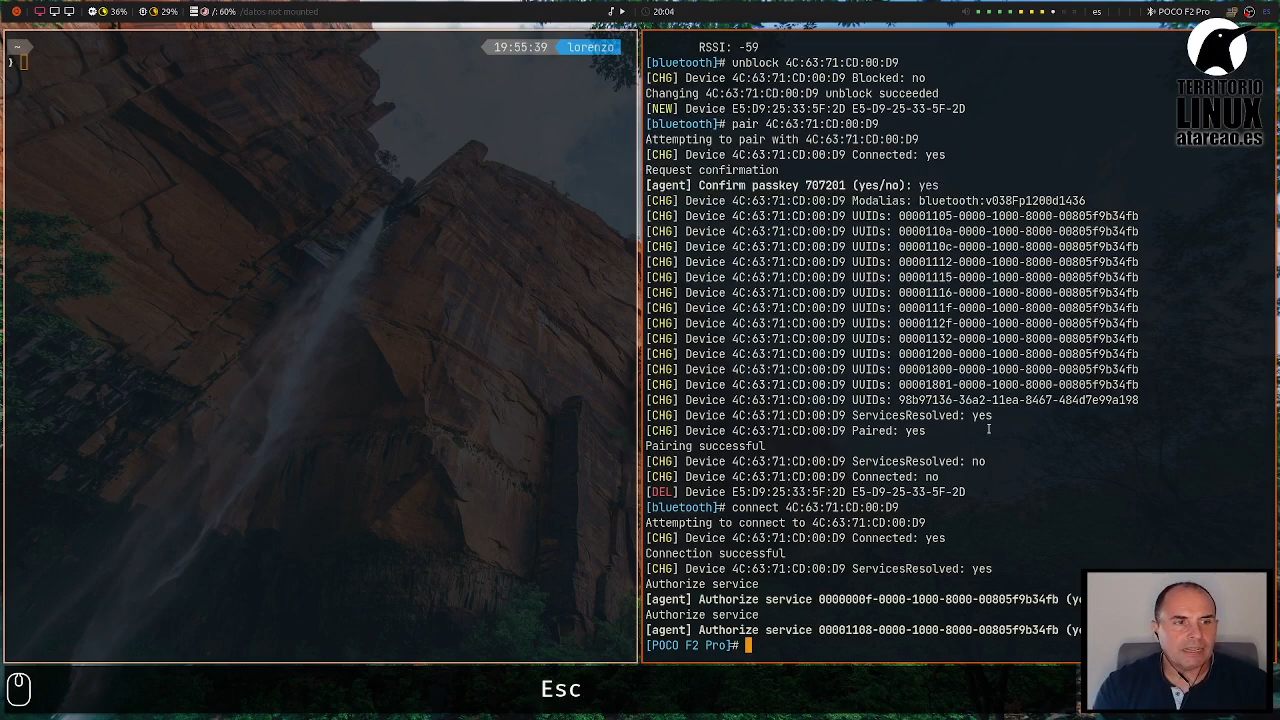 36% 29% /: 60% /datos not mounted
20:04
es
POCO F2 Pro
ES
~
19:55:39 lorenzo
⟩
RSSI: -59
[bluetooth]# unblock 4C:63:71:CD:00:D9
[CHG] Device 4C:63:71:CD:00:D9 Blocked: no
Changing 4C:63:71:CD:00:D9 unblock succeeded
[NEW] Device E5:D9:25:33:5F:2D E5-D9-25-33-5F-2D
[bluetooth]# pair 4C:63:71:CD:00:D9
Attempting to pair with 4C:63:71:CD:00:D9
[CHG] Device 4C:63:71:CD:00:D9 Connected: yes
Request confirmation
[agent] Confirm passkey 707201 (yes/no): yes
[CHG] Device 4C:63:71:CD:00:D9 Modalias: bluetooth:v038Fp1200d1436
[CHG] Device 4C:63:71:CD:00:D9 UUIDs: 00001105-0000-1000-8000-00805f9b34fb
[CHG] Device 4C:63:71:CD:00:D9 UUIDs: 0000110a-0000-1000-8000-00805f9b34fb
[CHG] Device 4C:63:71:CD:00:D9 UUIDs: 0000110c-0000-1000-8000-00805f9b34fb
[CHG] Device 4C:63:71:CD:00:D9 UUIDs: 00001112-0000-1000-8000-00805f9b34fb
[CHG] Device 4C:63:71:CD:00:D9 UUIDs: 00001115-0000-1000-8000-00805f9b34fb
[CHG] Device 4C:63:71:CD:00:D9 UUIDs: 00001116-0000-1000-8000-00805f9b34fb
[CHG] Device 4C:63:71:CD:00:D9 UUIDs: 0000111f-0000-1000-8000-00805f9b34fb
[CHG] Device 4C:63:71:CD:00:D9 UUIDs: 0000112f-0000-1000-8000-00805f9b34fb
[CHG] Device 4C:63:71:CD:00:D9 UUIDs: 00001132-0000-1000-8000-00805f9b34fb
[CHG] Device 4C:63:71:CD:00:D9 UUIDs: 00001200-0000-1000-8000-00805f9b34fb
[CHG] Device 4C:63:71:CD:00:D9 UUIDs: 00001800-0000-1000-8000-00805f9b34fb
[CHG] Device 4C:63:71:CD:00:D9 UUIDs: 00001801-0000-1000-8000-00805f9b34fb
[CHG] Device 4C:63:71:CD:00:D9 UUIDs: 98b97136-36a2-11ea-8467-484d7e99a198
[CHG] Device 4C:63:71:CD:00:D9 ServicesResolved: yes
[CHG] Device 4C:63:71:CD:00:D9 Paired: yes
Pairing successful
[CHG] Device 4C:63:71:CD:00:D9 ServicesResolved: no
[CHG] Device 4C:63:71:CD:00:D9 Connected: no
[DEL] Device E5:D9:25:33:5F:2D E5-D9-25-33-5F-2D
[bluetooth]# connect 4C:63:71:CD:00:D9
Attempting to connect to 4C:63:71:CD:00:D9
[CHG] Device 4C:63:71:CD:00:D9 Connected: yes
Connection successful
[CHG] Device 4C:63:71:CD:00:D9 ServicesResolved: yes
Authorize service
[agent] Authorize service 0000000f-0000-1000-8000-00805f9b34fb (ye
Authorize service
[agent] Authorize service 00001108-0000-1000-8000-00805f9b34fb (ye
[POCO F2 Pro]#
TERRITORIO
LINUX
atareao.es
Esc